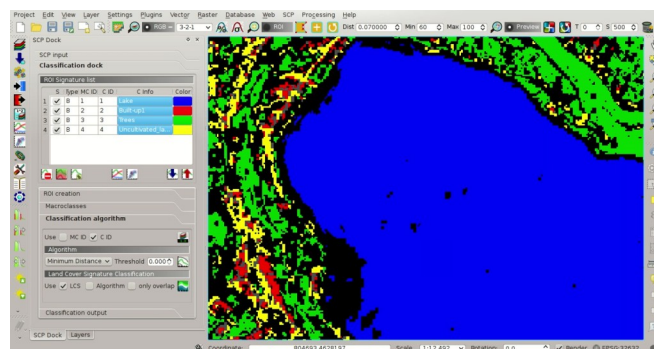 Project Edit View Layer Settings Plugins Vector Raster Database Web SCP Processing Help
RGB = 3-2-1 ROI Dist 0.070000 Min 60 Max 100 Preview T 0 S 500
SCP Dock
SCP input
Classification dock
ROI Signature list
S Type MC ID C ID C Info Color
1 B 1 1 Lake
2 B 2 2 Built-up1
3 B 3 3 Trees
4 B 4 4 Uncultivated_la...
ROI creation
Macroclasses
Classification algorithm
Use MC ID C ID
Algorithm
Minimum Distance Threshold 0.000
Land Cover Signature Classification
Use LCS Algorithm only overlap
Classification output
SCP Dock Layers
Coordinate: 804693,4628197 Scale 1:12,492 Rotation 0.0 Render EPSG:32632